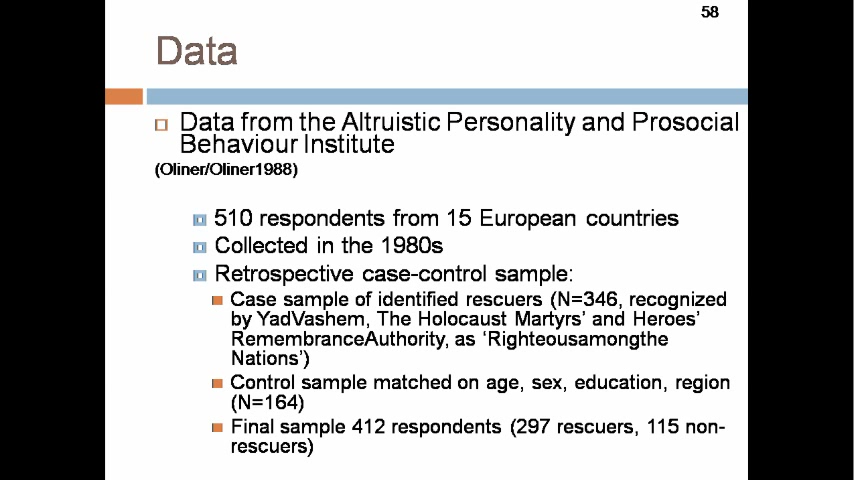 58
Data
Data from the Altruistic Personality and Prosocial
Behaviour Institute
(Oliner/Oliner1988)
510 respondents from 15 European countries
Collected in the 1980s
Retrospective case-control sample:
Case sample of identified rescuers (N=346, recognized
by YadVashem, The Holocaust Martyrs' and Heroes'
RemembranceAuthority, as 'Righteousamongthe
Nations')
Control sample matched on age, sex, education, region
(N=164)
Final sample 412 respondents (297 rescuers, 115 non-
rescuers)